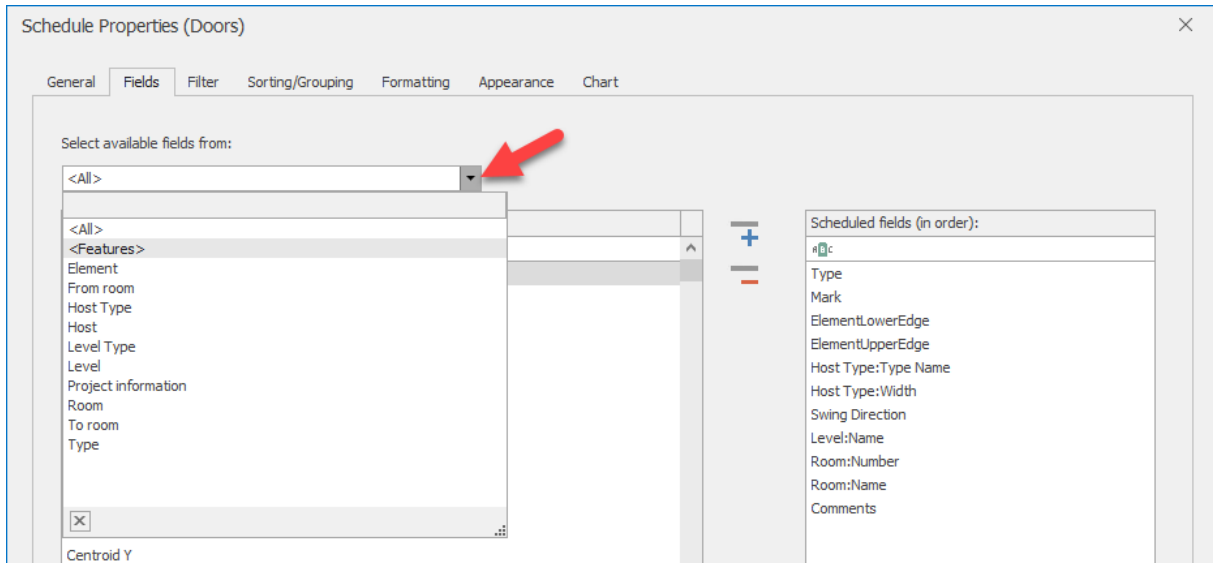 Schedule Properties (Doors)
General Fields Filter Sorting/Grouping Formatting Appearance Chart
Select available fields from:
<All>
<All>
<Features>
Element
From room
Host Type
Host
Level Type
Level
Project information
Room
To room
Type
Centroid Y
Scheduled fields (in order):
ABC
Type
Mark
ElementLowerEdge
ElementUpperEdge
Host Type:Type Name
Host Type:Width
Swing Direction
Level:Name
Room:Number
Room:Name
Comments